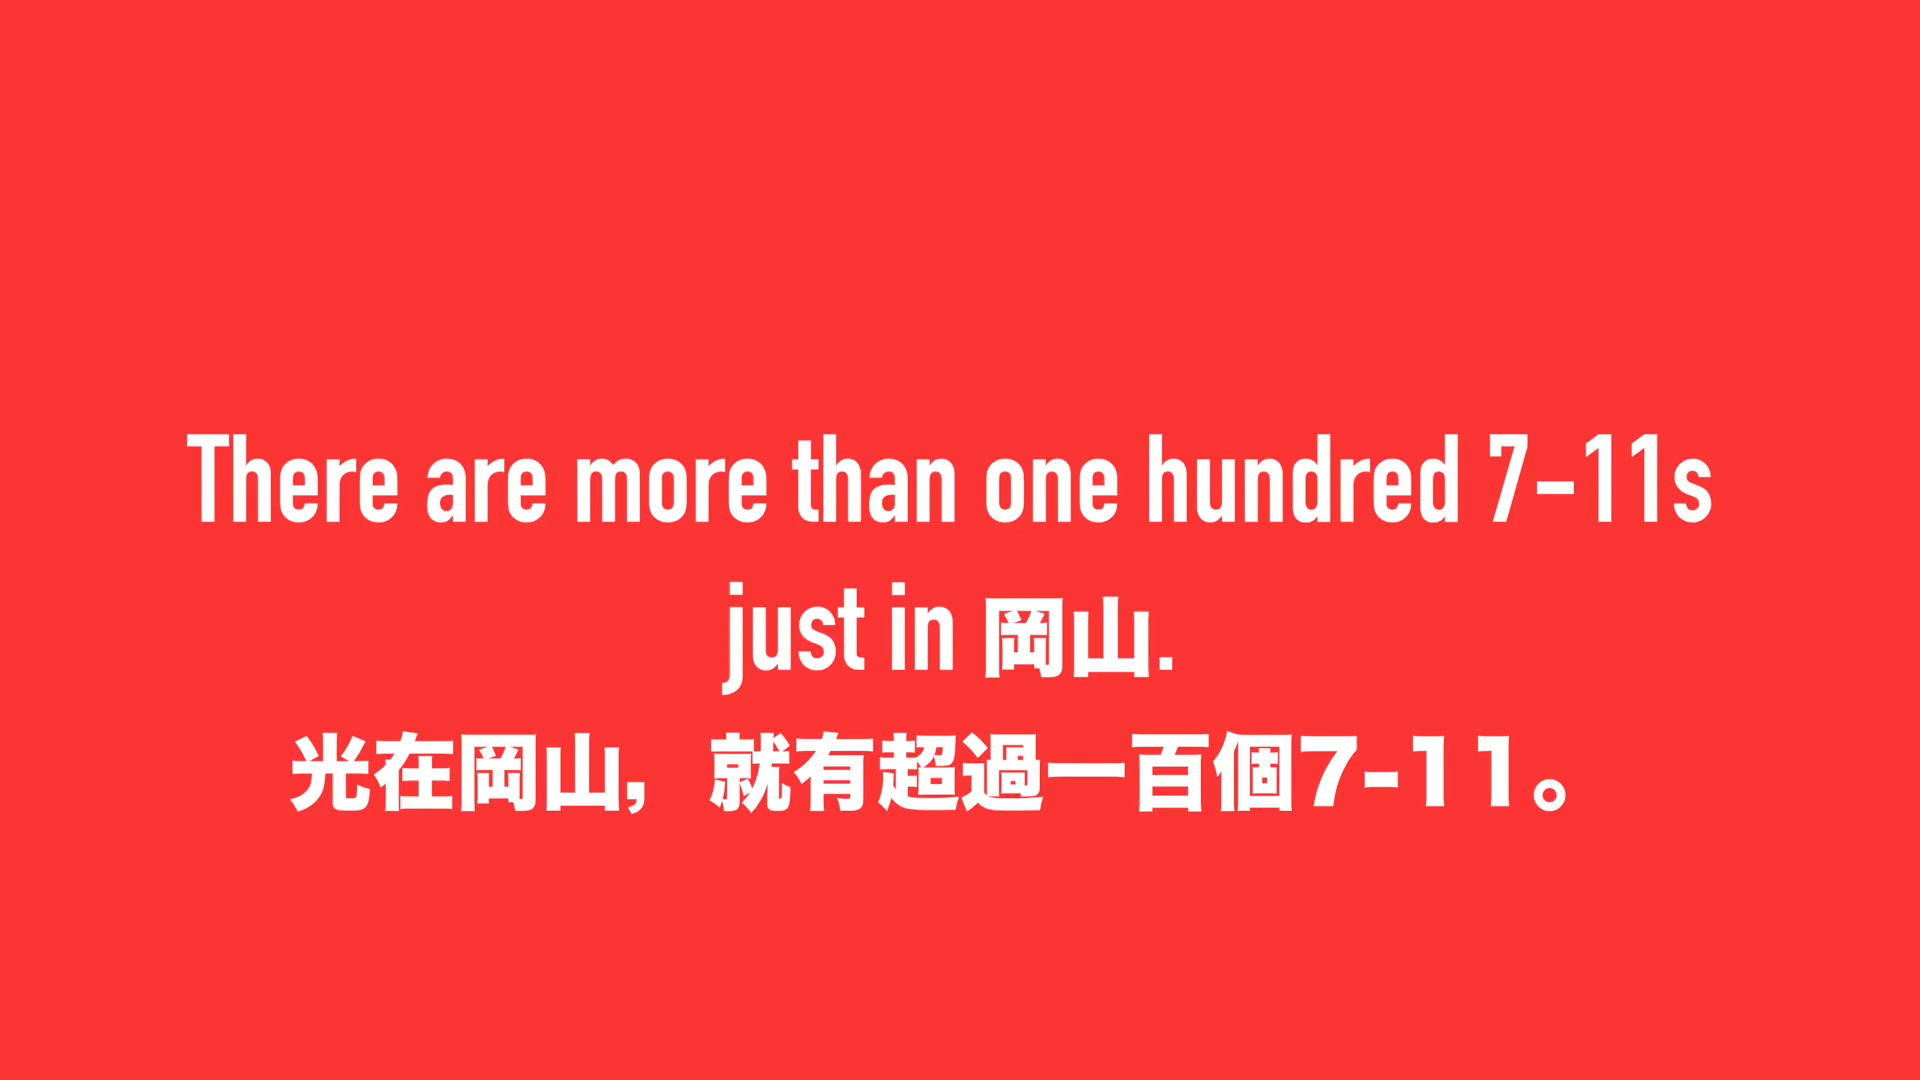 There are more than one hundred 7-11s
just in 岡山.
光在岡山，就有超過一百個7-11。